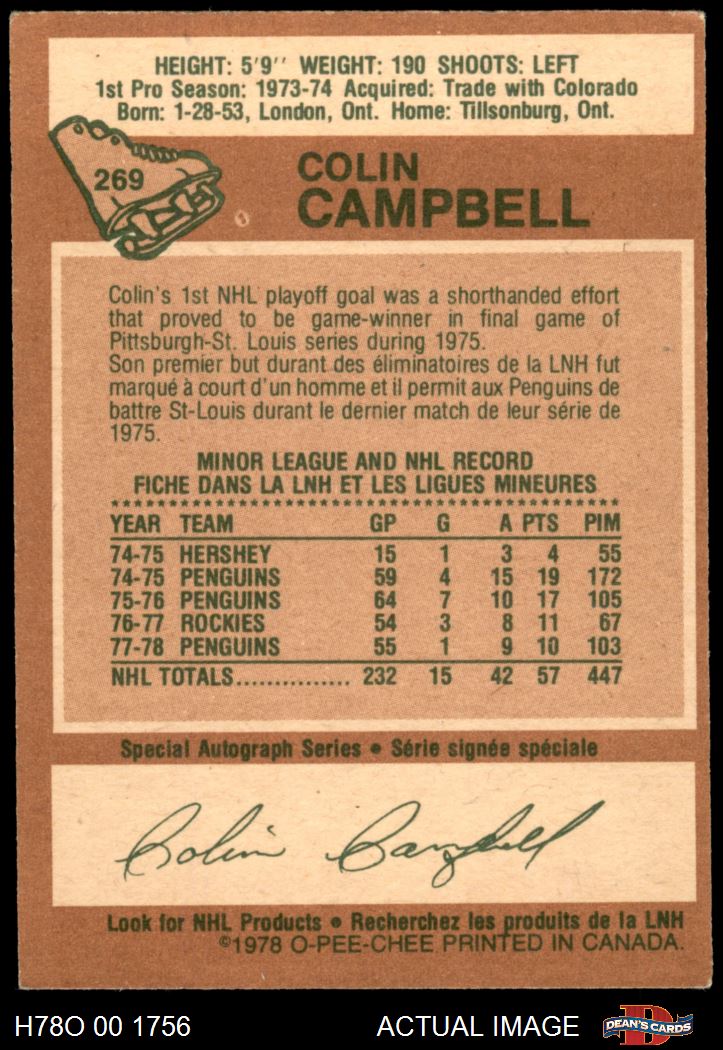 HEIGHT: 5'9'' WEIGHT: 190 SHOOTS: LEFT
1st Pro Season: 1973-74 Acquired: Trade with Colorado
Born: 1-28-53, London, Ont. Home: Tillsonburg, Ont.
269
COLIN
CAMPBELL
Colin's 1st NHL playoff goal was a shorthanded effort
that proved to be game-winner in final game of
Pittsburgh-St. Louis series during 1975.
Son premier but durant des éliminatoires de la LNH fut
marqué à court d'un homme et il permit aux Penguins de
battre St-Louis durant le dernier match de leur série de
1975.
MINOR LEAGUE AND NHL RECORD
FICHE DANS LA LNH ET LES LIGUES MINEURES
YEAR TEAM GP G A PTS PIM
74-75 HERSHEY 15 1 3 4 55
74-75 PENGUINS 59 4 15 19 172
75-76 PENGUINS 64 7 10 17 105
76-77 ROCKIES 54 3 8 11 67
77-78 PENGUINS 55 1 9 10 103
NHL TOTALS............... 232 15 42 57 447
Special Autograph Series • Série signée spéciale
Colin Campbell
Look for NHL Products • Recherchez les produits de la LNH
©1978 O-PEE-CHEE PRINTED IN CANADA.
H78O 00 1756 ACTUAL IMAGE D DEAN'S CARDS